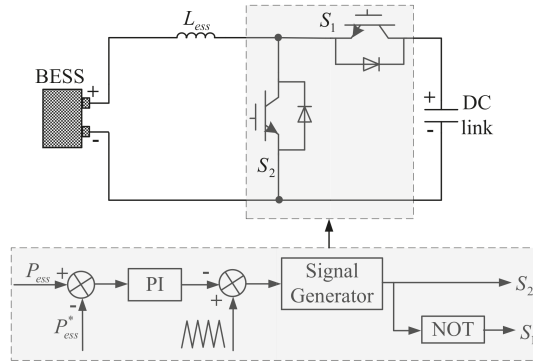 L_ess
S_1
BESS
+
-
S_2
+
-
DC
link
P_ess
+
-
P*_ess
PI
-
+
Signal
Generator
S_2
NOT
S_1